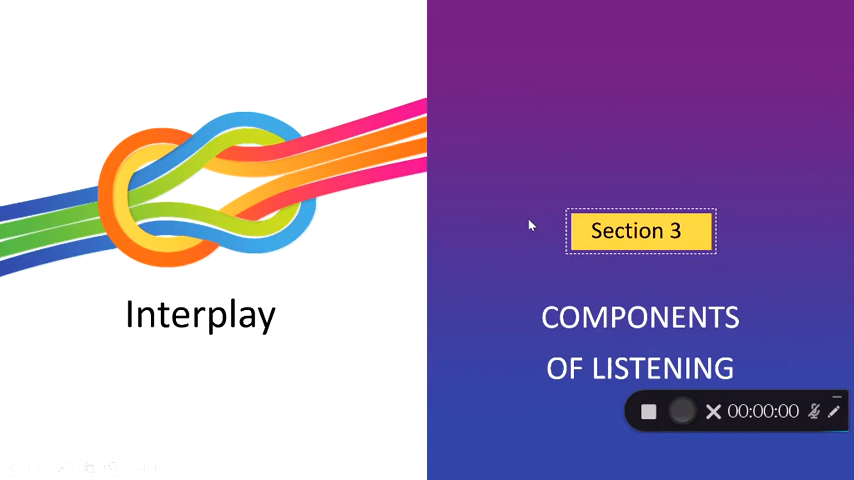 Interplay
Section 3
COMPONENTS
OF LISTENING
00:00:00